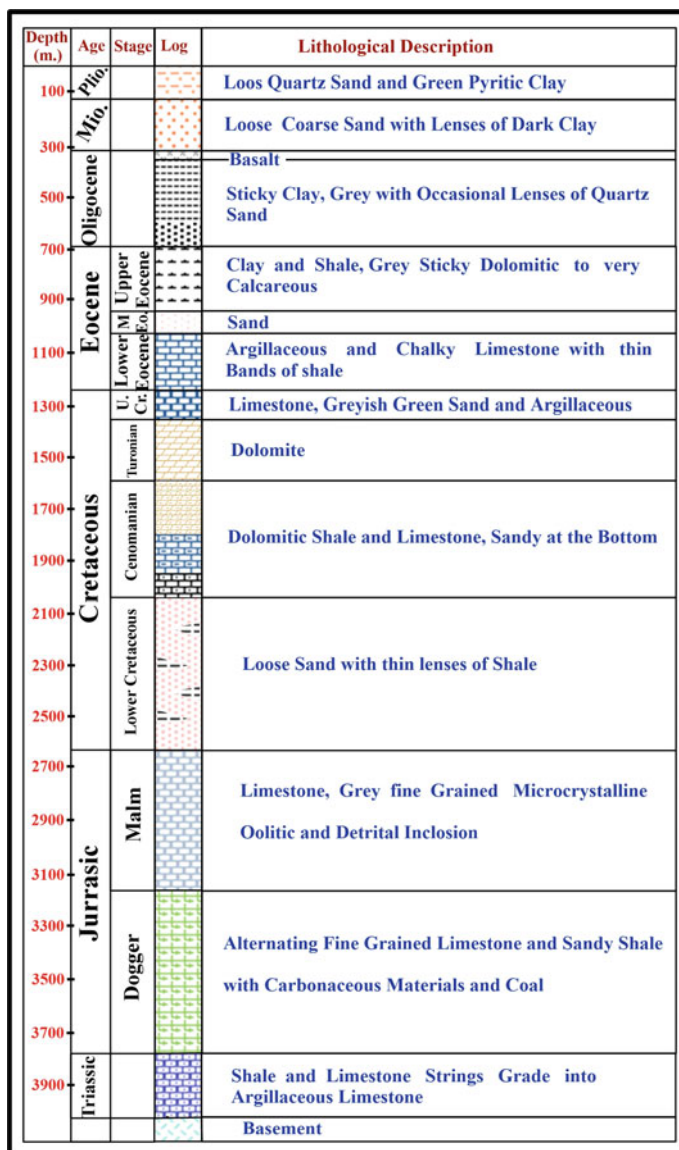 Depth (m.) Age Stage Log Lithological Description
Plio.
Loos Quartz Sand and Green Pyritic Clay
100
Mio.
Loose Coarse Sand with Lenses of Dark Clay
300
Oligocene
Basalt
Sticky Clay, Grey with Occasional Lenses of Quartz
Sand
500
700
Eocene
Upper
Eocene
Clay and Shale, Grey Sticky Dolomitic to very
Calcareous
900
M
Eo.
Sand
Lower
Eocene
Argillaceous and Chalky Limestone with thin
Bands of shale
1100
Cretaceous
U.
Cr.
Limestone, Greyish Green Sand and Argillaceous
1300
Turonian
Dolomite
1500
Cenomanian
1700
Dolomitic Shale and Limestone, Sandy at the Bottom
1900
Lower Cretaceous
2100
Loose Sand with thin lenses of Shale
2300
2500
Jurrasic
Malm
2700
Limestone, Grey fine Grained Microcrystalline
Oolitic and Detrital Inclosion
2900
3100
Dogger
3300
Alternating Fine Grained Limestone and Sandy Shale
with Carbonaceous Materials and Coal
3500
3700
Triassic
Shale and Limestone Strings Grade into
Argillaceous Limestone
3900
Basement